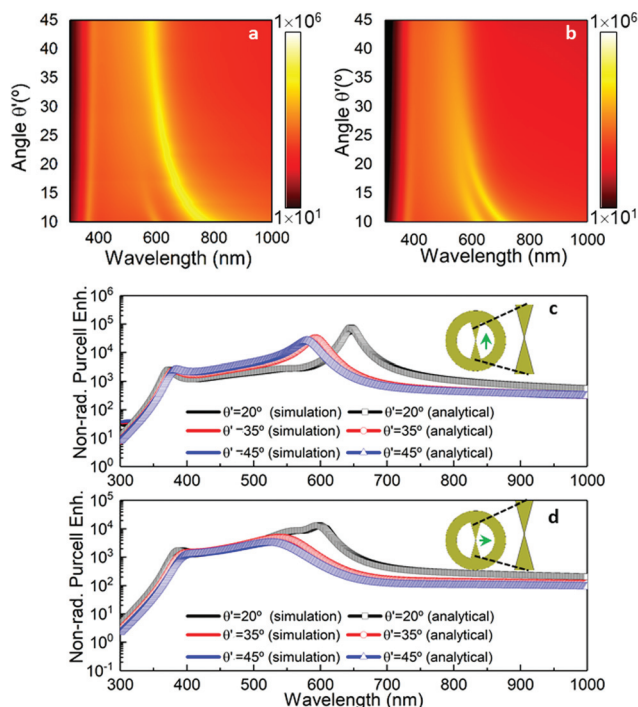 a
1×10⁶
1×10¹
45
40
35
30
25
20
15
10
Angle θ'(º)
400 600 800 1000
Wavelength (nm)
b
1×10⁶
1×10¹
45
40
35
30
25
20
15
10
Angle θ'(º)
400 600 800 1000
Wavelength (nm)
c
Non-rad. Purcell Enh.
10⁶
10⁵
10⁴
10³
10²
10¹
10⁰
θ'=20º (simulation) θ'=20º (analytical)
θ'=35º (simulation) θ'=35º (analytical)
θ'=45º (simulation) θ'=45º (analytical)
300 400 500 600 700 800 900 1000
d
Non-rad. Purcell Enh.
10⁵
10⁴
10³
10²
10¹
10⁰
10⁻¹
θ'=20º (simulation) θ'=20º (analytical)
θ'=35º (simulation) θ'=35º (analytical)
θ'=45º (simulation) θ'=45º (analytical)
300 400 500 600 700 800 900 1000
Wavelength (nm)